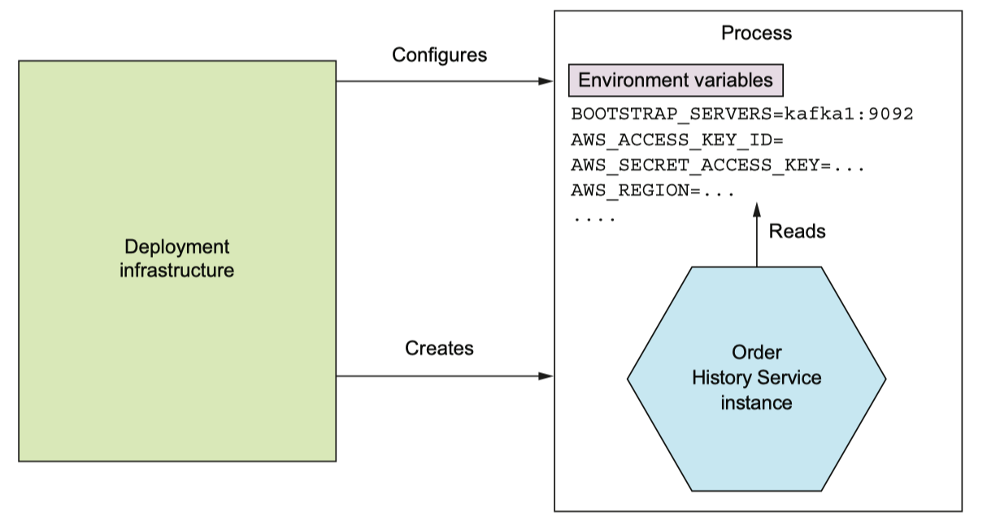 Process
Configures
Environment variables
BOOTSTRAP_SERVERS=kafka1:9092
AWS_ACCESS_KEY_ID=
AWS_SECRET_ACCESS_KEY=...
AWS_REGION=...
....
Reads
Deployment
infrastructure
Creates
Order
History Service
instance